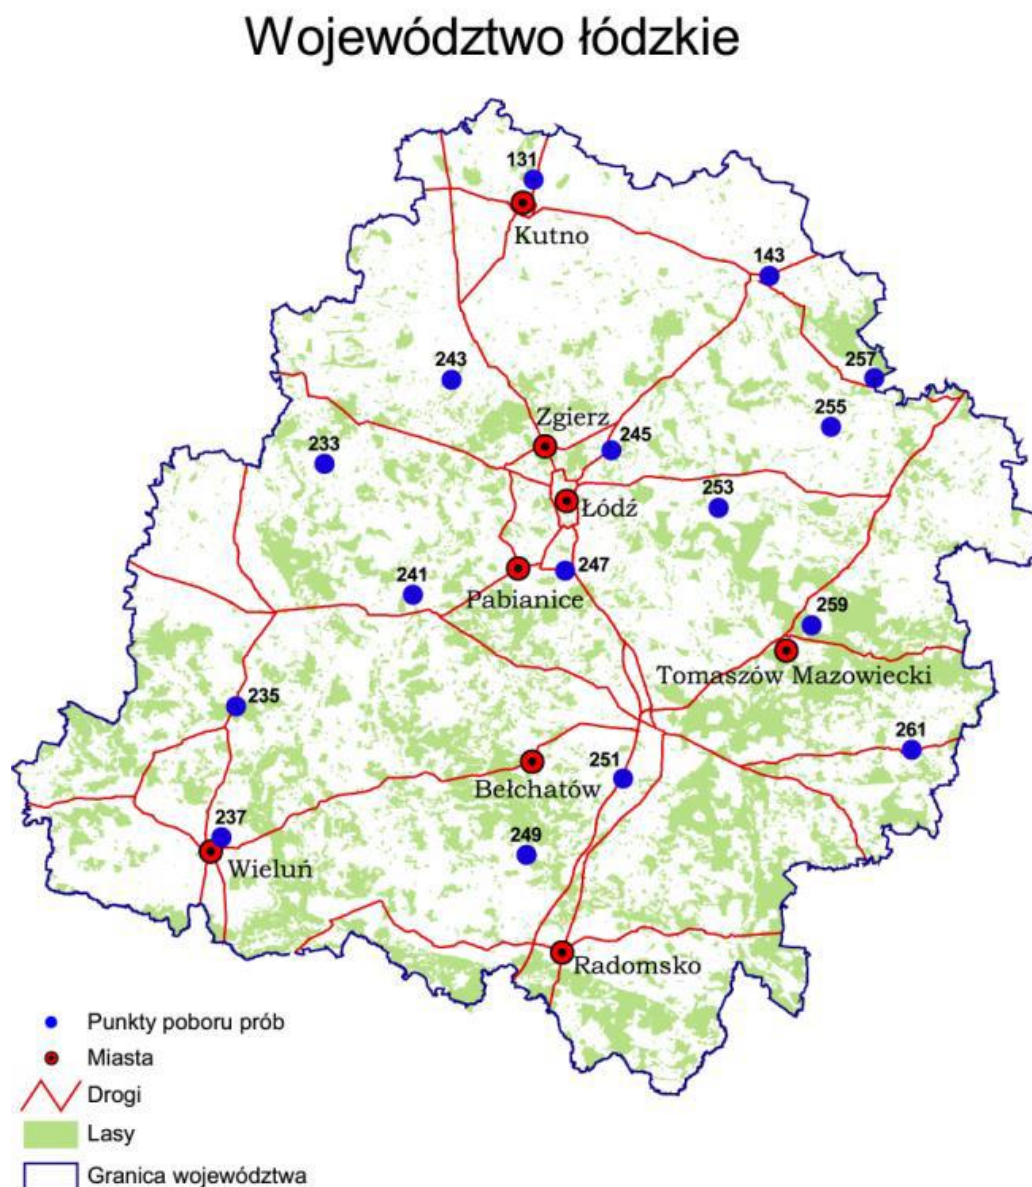 Województwo łódzkie
131
Kutno
143
243
257
Zgierz
255
233
245
253
Łódź
247
241
Pabianice
259
Tomaszów Mazowiecki
235
261
251
Bełchatów
237
249
Wieluń
Radomsko
Punkty poboru prób
Miasta
Drogi
Lasy
Granica województwa